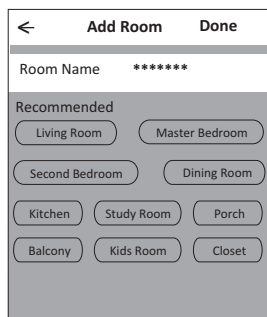 ← Add Room Done
Room Name *******
Recommended
Living Room Master Bedroom
Second Bedroom Dining Room
Kitchen Study Room Porch
Balcony Kids Room Closet